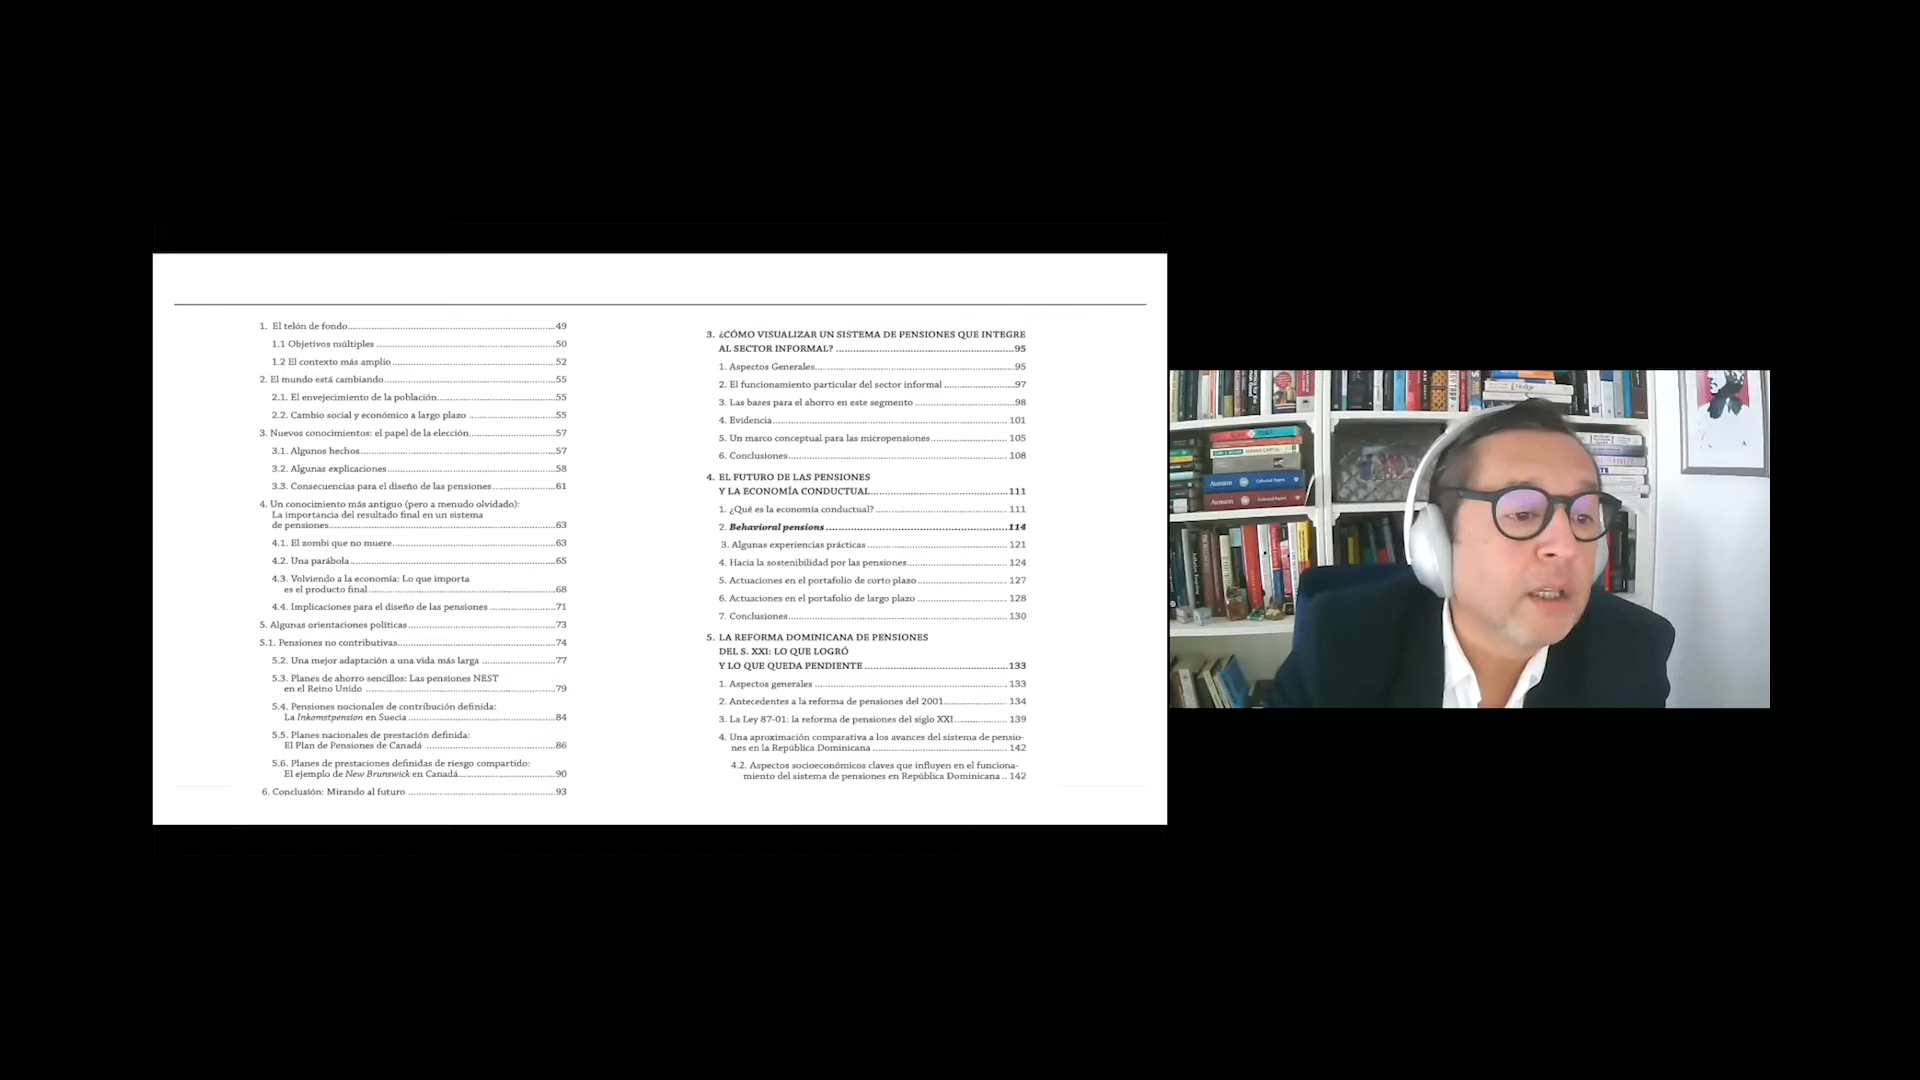 1. El telón de fondo..........49
1.1 Objetivos múltiples..........50
1.2 El contexto más amplio..........52
2. El mundo está cambiando..........55
2.1. El envejecimiento de la población..........55
2.2. Cambio social y económico a largo plazo..........55
3. Nuevos conocimientos: el papel de la elección..........57
3.1. Algunos hechos..........57
3.2. Algunas explicaciones..........58
3.3. Consecuencias para el diseño de las pensiones..........61
4. Un conocimiento más antiguo (pero a menudo olvidado):
La importancia del resultado final en un sistema
de pensiones..........63
4.1. El zombi que no muere..........63
4.2. Una parábola..........65
4.3. Volviendo a la economía: Lo que importa
es el producto final..........68
4.4. Implicaciones para el diseño de las pensiones..........71
5. Algunas orientaciones políticas..........73
5.1. Pensiones no contributivas..........74
5.2. Una mejor adaptación a una vida más larga..........77
5.3. Planes de ahorro sencillos: Las pensiones NEST
en el Reino Unido..........79
5.4. Pensiones nocionales de contribución definida:
La Inkomstpension en Suecia..........84
5.5. Planes nacionales de prestación definida:
El Plan de Pensiones de Canadá..........86
5.6. Planes de prestaciones definidas de riesgo compartido:
El ejemplo de New Brunswick en Canadá..........90
6. Conclusión: Mirando al futuro..........93
3. ¿CÓMO VISUALIZAR UN SISTEMA DE PENSIONES QUE INTEGRE
AL SECTOR INFORMAL?..........95
1. Aspectos Generales..........95
2. El funcionamiento particular del sector informal..........97
3. Las bases para el ahorro en este segmento..........98
4. Evidencia..........101
5. Un marco conceptual para las micropensiones..........105
6. Conclusiones..........108
4. EL FUTURO DE LAS PENSIONES
Y LA ECONOMÍA CONDUCTUAL..........111
1. ¿Qué es la economía conductual?..........111
2. Behavioral pensions..........114
3. Algunas experiencias prácticas..........121
4. Hacia la sostenibilidad por las pensiones..........124
5. Actuaciones en el portafolio de corto plazo..........127
6. Actuaciones en el portafolio de largo plazo..........128
7. Conclusiones..........130
5. LA REFORMA DOMINICANA DE PENSIONES
DEL S. XXI: LO QUE LOGRÓ
Y LO QUE QUEDA PENDIENTE..........133
1. Aspectos generales..........133
2. Antecedentes a la reforma de pensiones del 2001..........134
3. La Ley 87-01: la reforma de pensiones del siglo XXI..........139
4. Una aproximación comparativa a los avances del sistema de pensio-
nes en la República Dominicana..........142
4.2. Aspectos socioeconómicos claves que influyen en el funciona-
miento del sistema de pensiones en República Dominicana..142
Aumann
Aumann